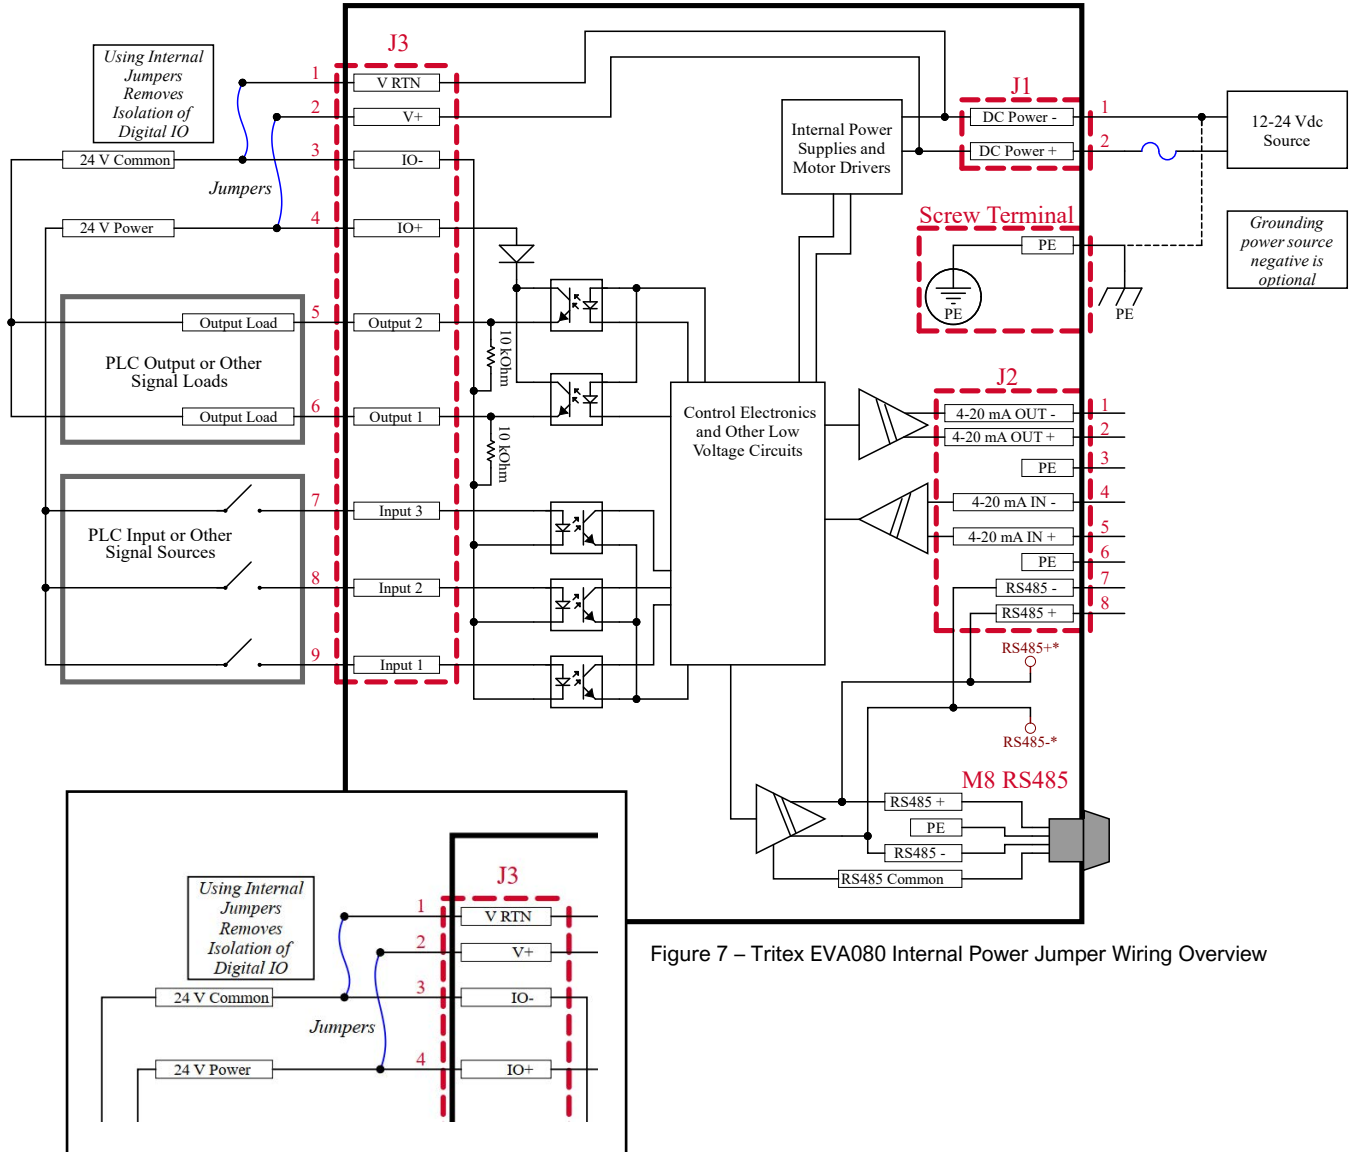 Using Internal
Jumpers
Removes
Isolation of
Digital IO
J3
1
V RTN
2
V+
24 V Common
3
IO-
Jumpers
24 V Power
4
IO+
PLC Output or Other
Signal Loads
Output Load
5
Output 2
10 kOhm
Output Load
6
Output 1
10 kOhm
PLC Input or Other
Signal Sources
7
Input 3
8
Input 2
9
Input 1
Internal Power
Supplies and
Motor Drivers
J1
DC Power -
1
DC Power +
2
12-24 Vdc
Source
Screw Terminal
PE
PE
PE
Grounding
power source
negative is
optional
Control Electronics
and Other Low
Voltage Circuits
J2
4-20 mA OUT -
1
4-20 mA OUT +
2
PE
3
4-20 mA IN -
4
4-20 mA IN +
5
PE
6
RS485 -
7
RS485 +
8
RS485+*
RS485-*
M8 RS485
RS485 +
PE
RS485 -
RS485 Common
Using Internal
Jumpers
Removes
Isolation of
Digital IO
J3
1
V RTN
2
V+
24 V Common
3
IO-
Jumpers
24 V Power
4
IO+
Figure 7 – Tritex EVA080 Internal Power Jumper Wiring Overview